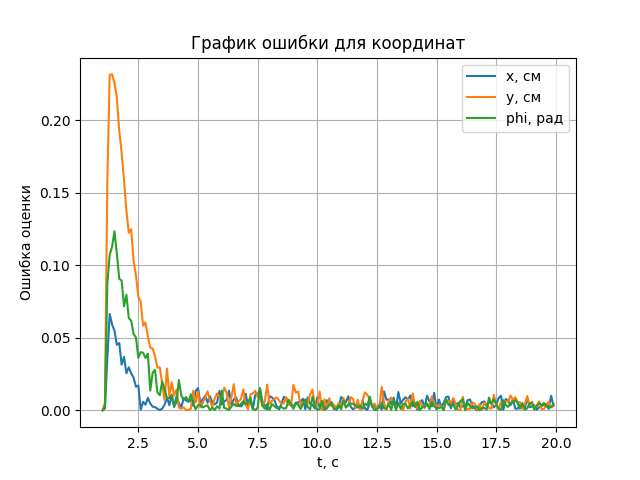 График ошибки для координат
x, см
y, см
phi, рад
Ошибка оценки
0.20
0.15
0.10
0.05
0.00
2.5 5.0 7.5 10.0 12.5 15.0 17.5 20.0
t, с